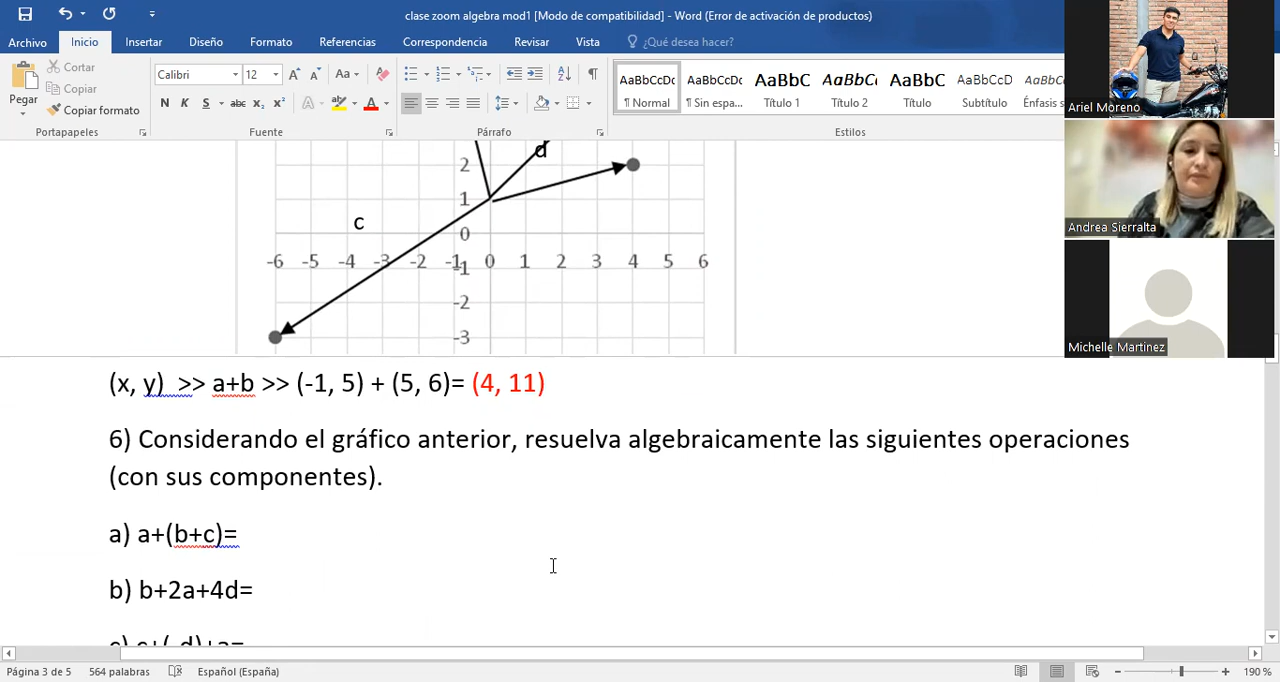 clase zoom algebra mod1 [Modo de compatibilidad] - Word (Error de activación de productos)
Archivo Inicio Insertar Diseño Formato Referencias Correspondencia Revisar Vista ¿Qué desea hacer?
Pegar
Cortar
Copiar
Copiar formato
Portapapeles
Calibri 12
N K S abc x₂ x²
Fuente
Párrafo
AaBbCcDc AaBbCcDc AaBbC AaBbCc AaBbC AaBbCcD
¶ Normal ¶ Sin espa... Título 1 Título 2 Título Subtítulo Énfasis s
Estilos
Ariel Moreno
Andrea Sierralta
Michelle Martinez
d
2
1
c
0
-6 -5 -4 -3 -2 -1 0 1 2 3 4 5 6
-1
-2
-3
(x, y) >> a+b >> (-1, 5) + (5, 6)= (4, 11)
6) Considerando el gráfico anterior, resuelva algebraicamente las siguientes operaciones
(con sus componentes).
a) a+(b+c)=
b) b+2a+4d=
c) c+(-d)+a=
Página 3 de 5 564 palabras Español (España) 190 %